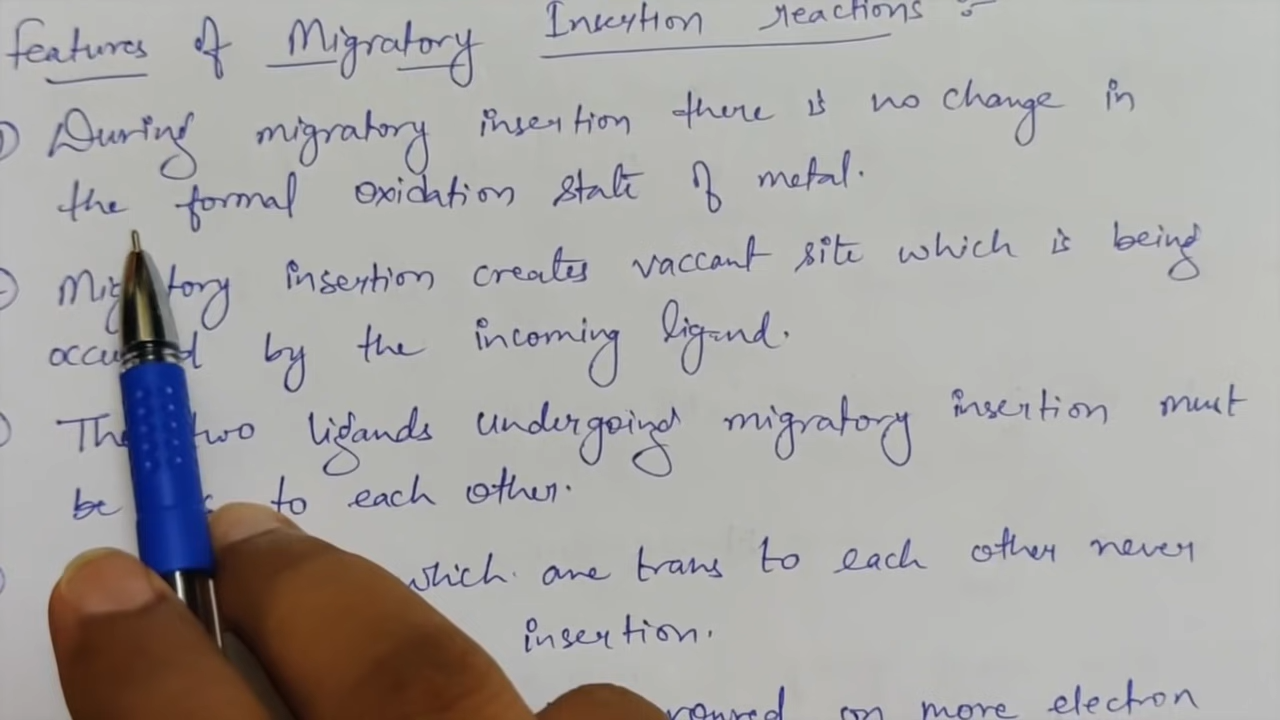 Features of Migratory Insertion reactions :-
During migratory insertion there is no change in
the formal oxidation state of metal.
insertion creates vaccant site which is being
by the incoming ligand.
two ligands undergoing migratory insertion must
be to each other.
which are trans to each other never
insertion.
on more electron